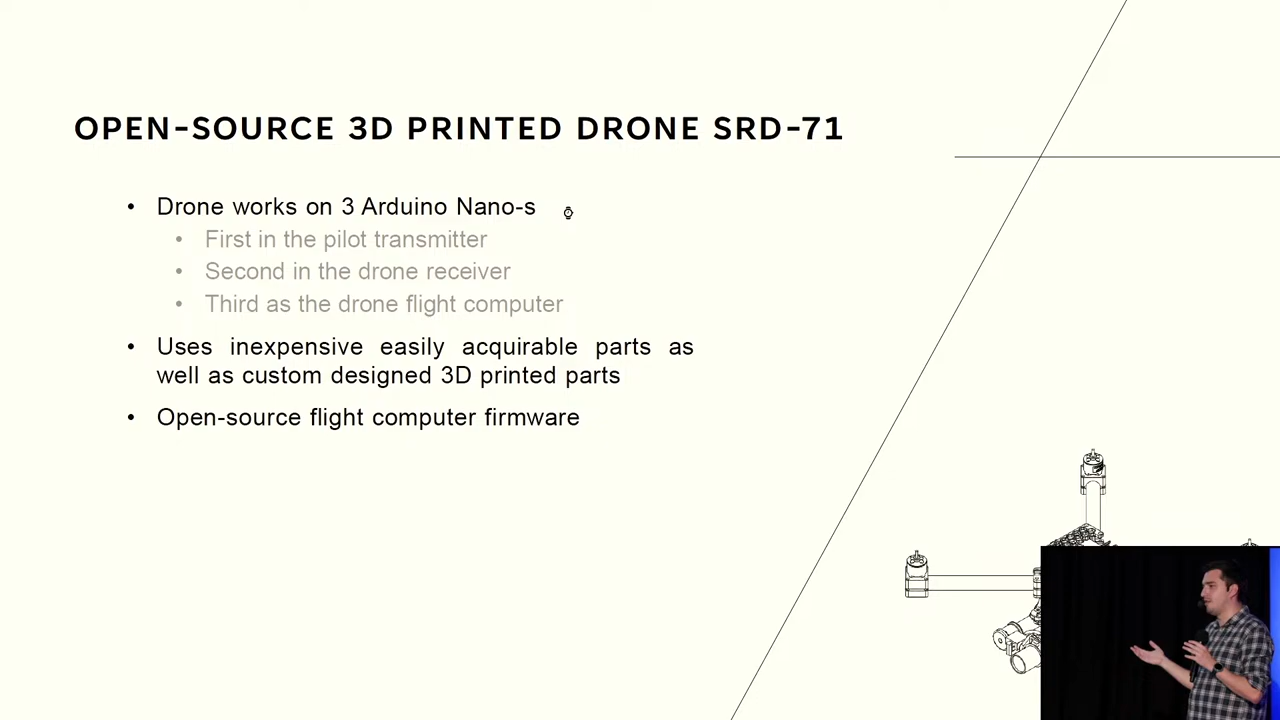 OPEN-SOURCE 3D PRINTED DRONE SRD-71
• Drone works on 3 Arduino Nano-s
• First in the pilot transmitter
• Second in the drone receiver
• Third as the drone flight computer
• Uses inexpensive easily acquirable parts as
well as custom designed 3D printed parts
• Open-source flight computer firmware